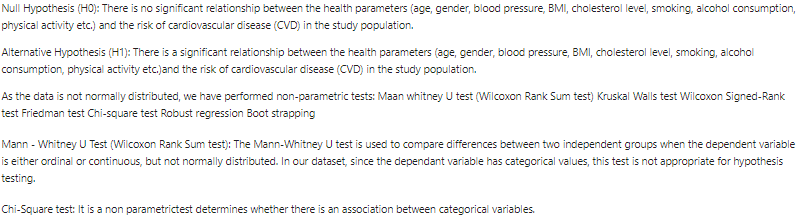 Null Hypothesis (H0): There is no significant relationship between the health parameters (age, gender, blood pressure, BMI, cholesterol level, smoking, alcohol consumption,
physical activity etc.) and the risk of cardiovascular disease (CVD) in the study population.
Alternative Hypothesis (H1): There is a significant relationship between the health parameters (age, gender, blood pressure, BMI, cholesterol level, smoking, alcohol
consumption, physical activity etc.)and the risk of cardiovascular disease (CVD) in the study population.
As the data is not normally distributed, we have performed non-parametric tests: Maan whitney U test (Wilcoxon Rank Sum test) Kruskal Walls test Wilcoxon Signed-Rank
test Friedman test Chi-square test Robust regression Boot strapping
Mann - Whitney U Test (Wilcoxon Rank Sum test): The Mann-Whitney U test is used to compare differences between two independent groups when the dependent variable
is either ordinal or continuous, but not normally distributed. In our dataset, since the dependant variable has categorical values, this test is not appropriate for hypothesis
testing.
Chi-Square test: It is a non parametrictest determines whether there is an association between categorical variables.